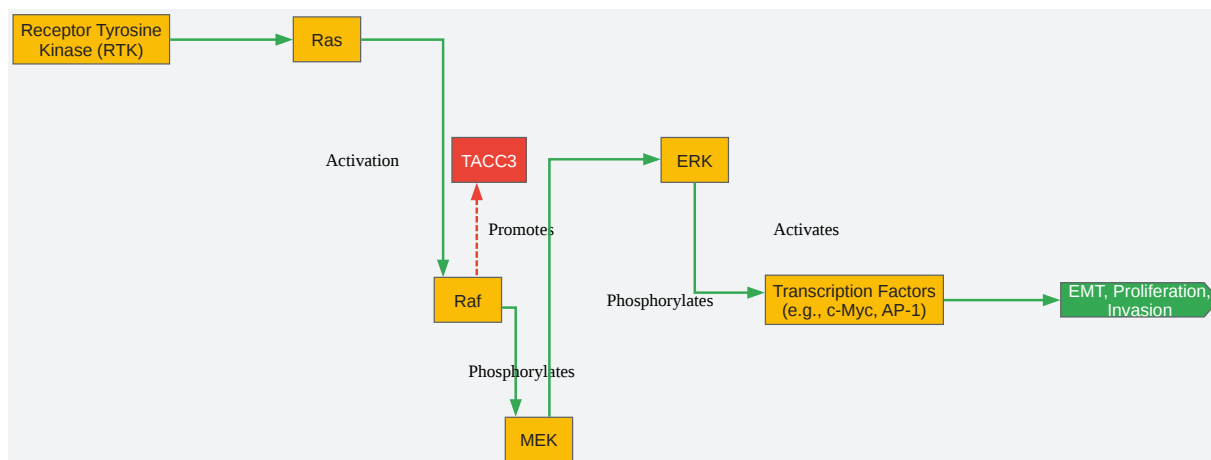 Receptor Tyrosine
Kinase (RTK)
Ras
Activation
TACC3
ERK
Promotes
Activates
Raf
Phosphorylates
Transcription Factors
(e.g., c-Myc, AP-1)
EMT, Proliferation,
Invasion
Phosphorylates
MEK